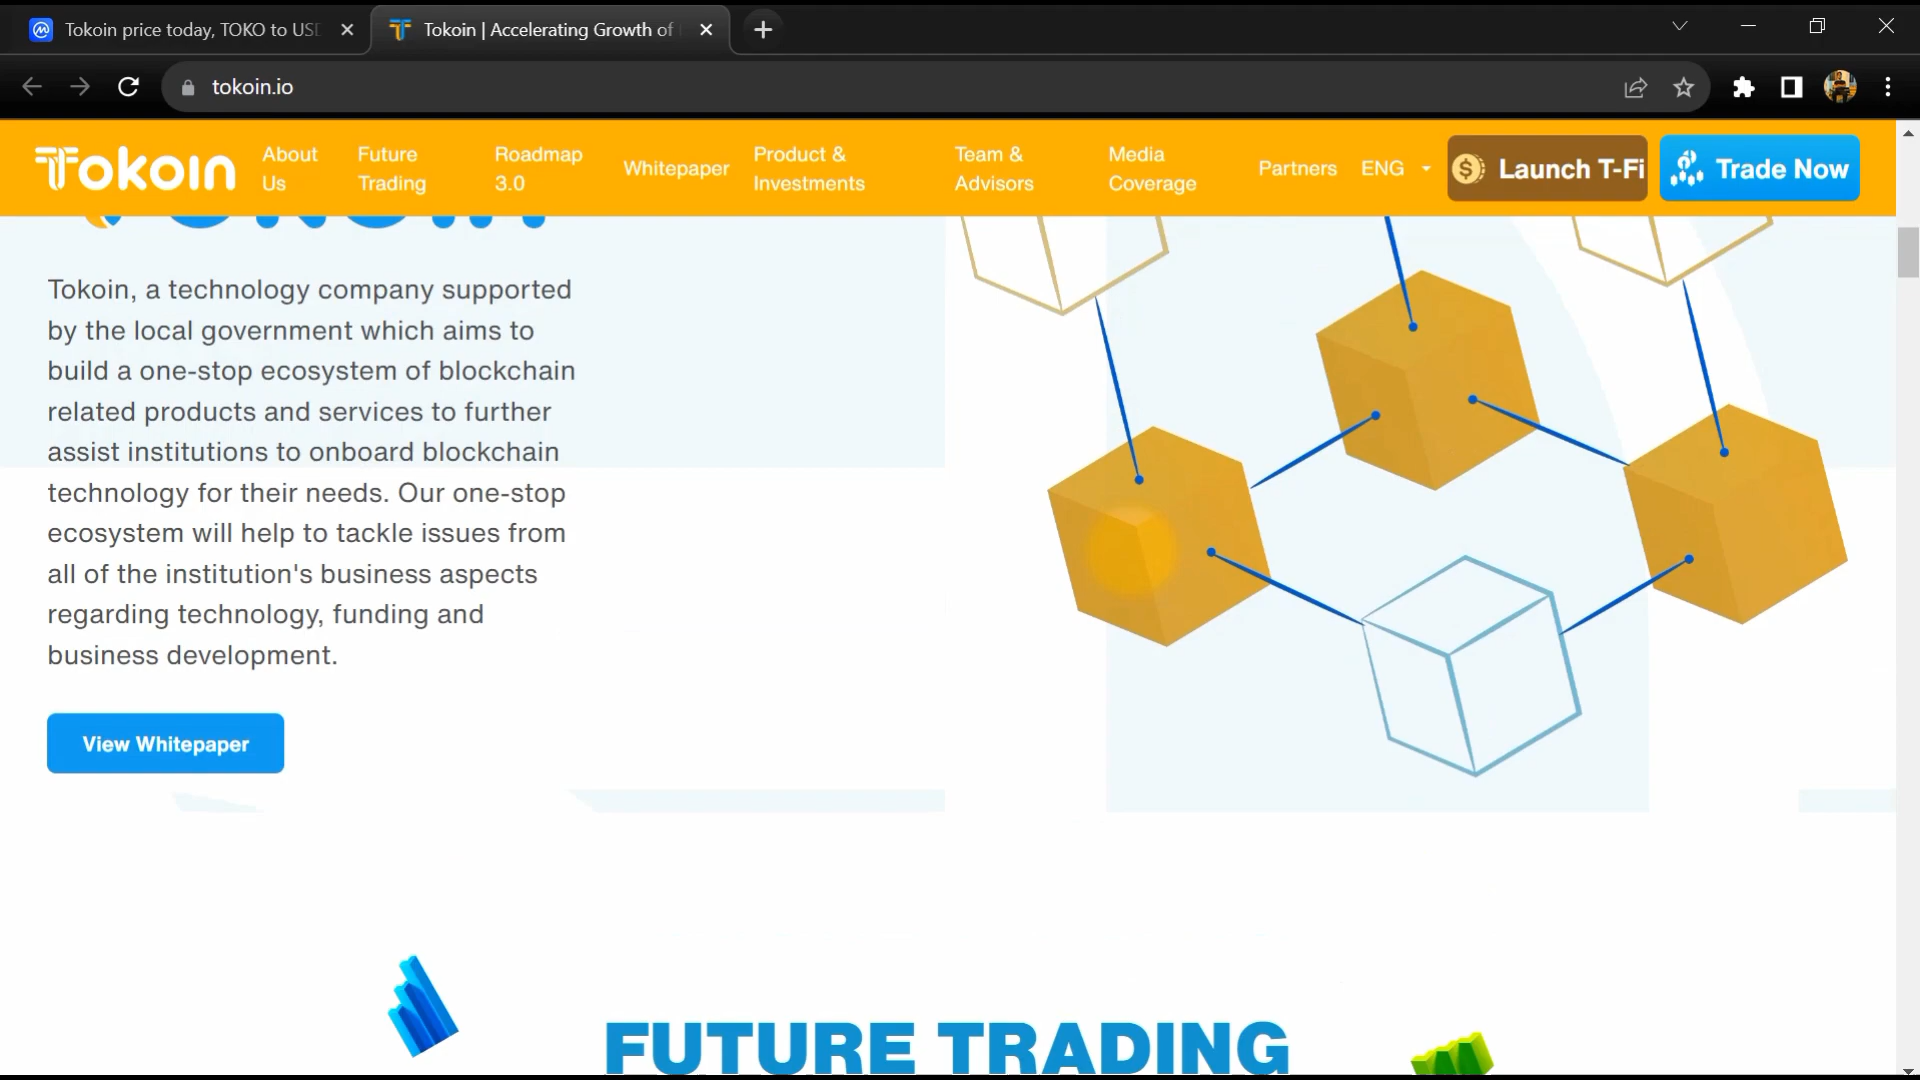 Tokoin price today, TOKO to USD
Tokoin | Accelerating Growth of
tokoin.io
Tokoin
About Us
Future Trading
Roadmap 3.0
Whitepaper
Product & Investments
Team & Advisors
Media Coverage
Partners
ENG
Launch T-Fi
Trade Now
Tokoin, a technology company supported
by the local government which aims to
build a one-stop ecosystem of blockchain
related products and services to further
assist institutions to onboard blockchain
technology for their needs. Our one-stop
ecosystem will help to tackle issues from
all of the institution's business aspects
regarding technology, funding and
business development.
View Whitepaper
FUTURE TRADING